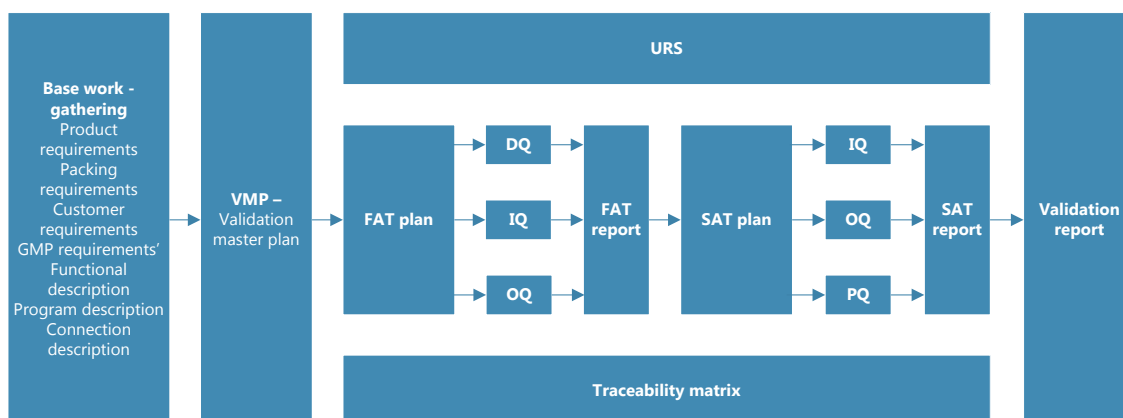 URS
Base work -
gathering
Product
requirements
Packing
requirements
Customer
requirements
GMP requirements’
Functional
description
Program description
Connection
description
VMP –
Validation
master plan
FAT plan
DQ
IQ
OQ
FAT
report
SAT plan
IQ
OQ
PQ
SAT
report
Validation
report
Traceability matrix